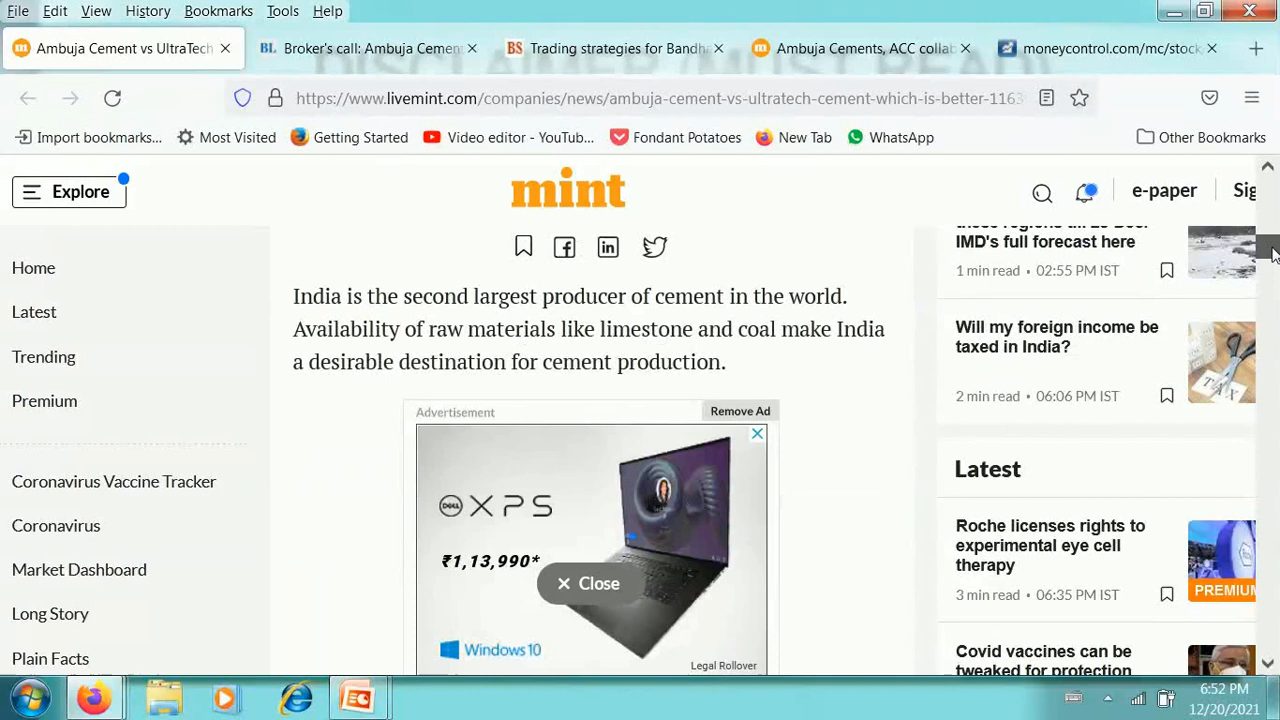 File Edit View History Bookmarks Tools Help
Ambuja Cement vs UltraTech
Broker's call: Ambuja Cement
Trading strategies for Bandha
Ambuja Cements, ACC collab
moneycontrol.com/mc/stock
https://www.livemint.com/companies/news/ambuja-cement-vs-ultratech-cement-which-is-better-1163
Import bookmarks... Most Visited Getting Started Video editor - YouTub... Fondant Potatoes New Tab WhatsApp Other Bookmarks
Explore
mint
e-paper
Sig
Home
Latest
Trending
Premium
Coronavirus Vaccine Tracker
Coronavirus
Market Dashboard
Long Story
Plain Facts
India is the second largest producer of cement in the world.
Availability of raw materials like limestone and coal make India
a desirable destination for cement production.
Advertisement
Remove Ad
DELL XPS
₹1,13,990*
Close
Windows 10
Legal Rollover
IMD's full forecast here
1 min read • 02:55 PM IST
Will my foreign income be
taxed in India?
TAX
2 min read • 06:06 PM IST
Latest
Roche licenses rights to
experimental eye cell
therapy
PREMIUM
3 min read • 06:35 PM IST
Covid vaccines can be
tweaked for protection
6:52 PM
12/20/2021